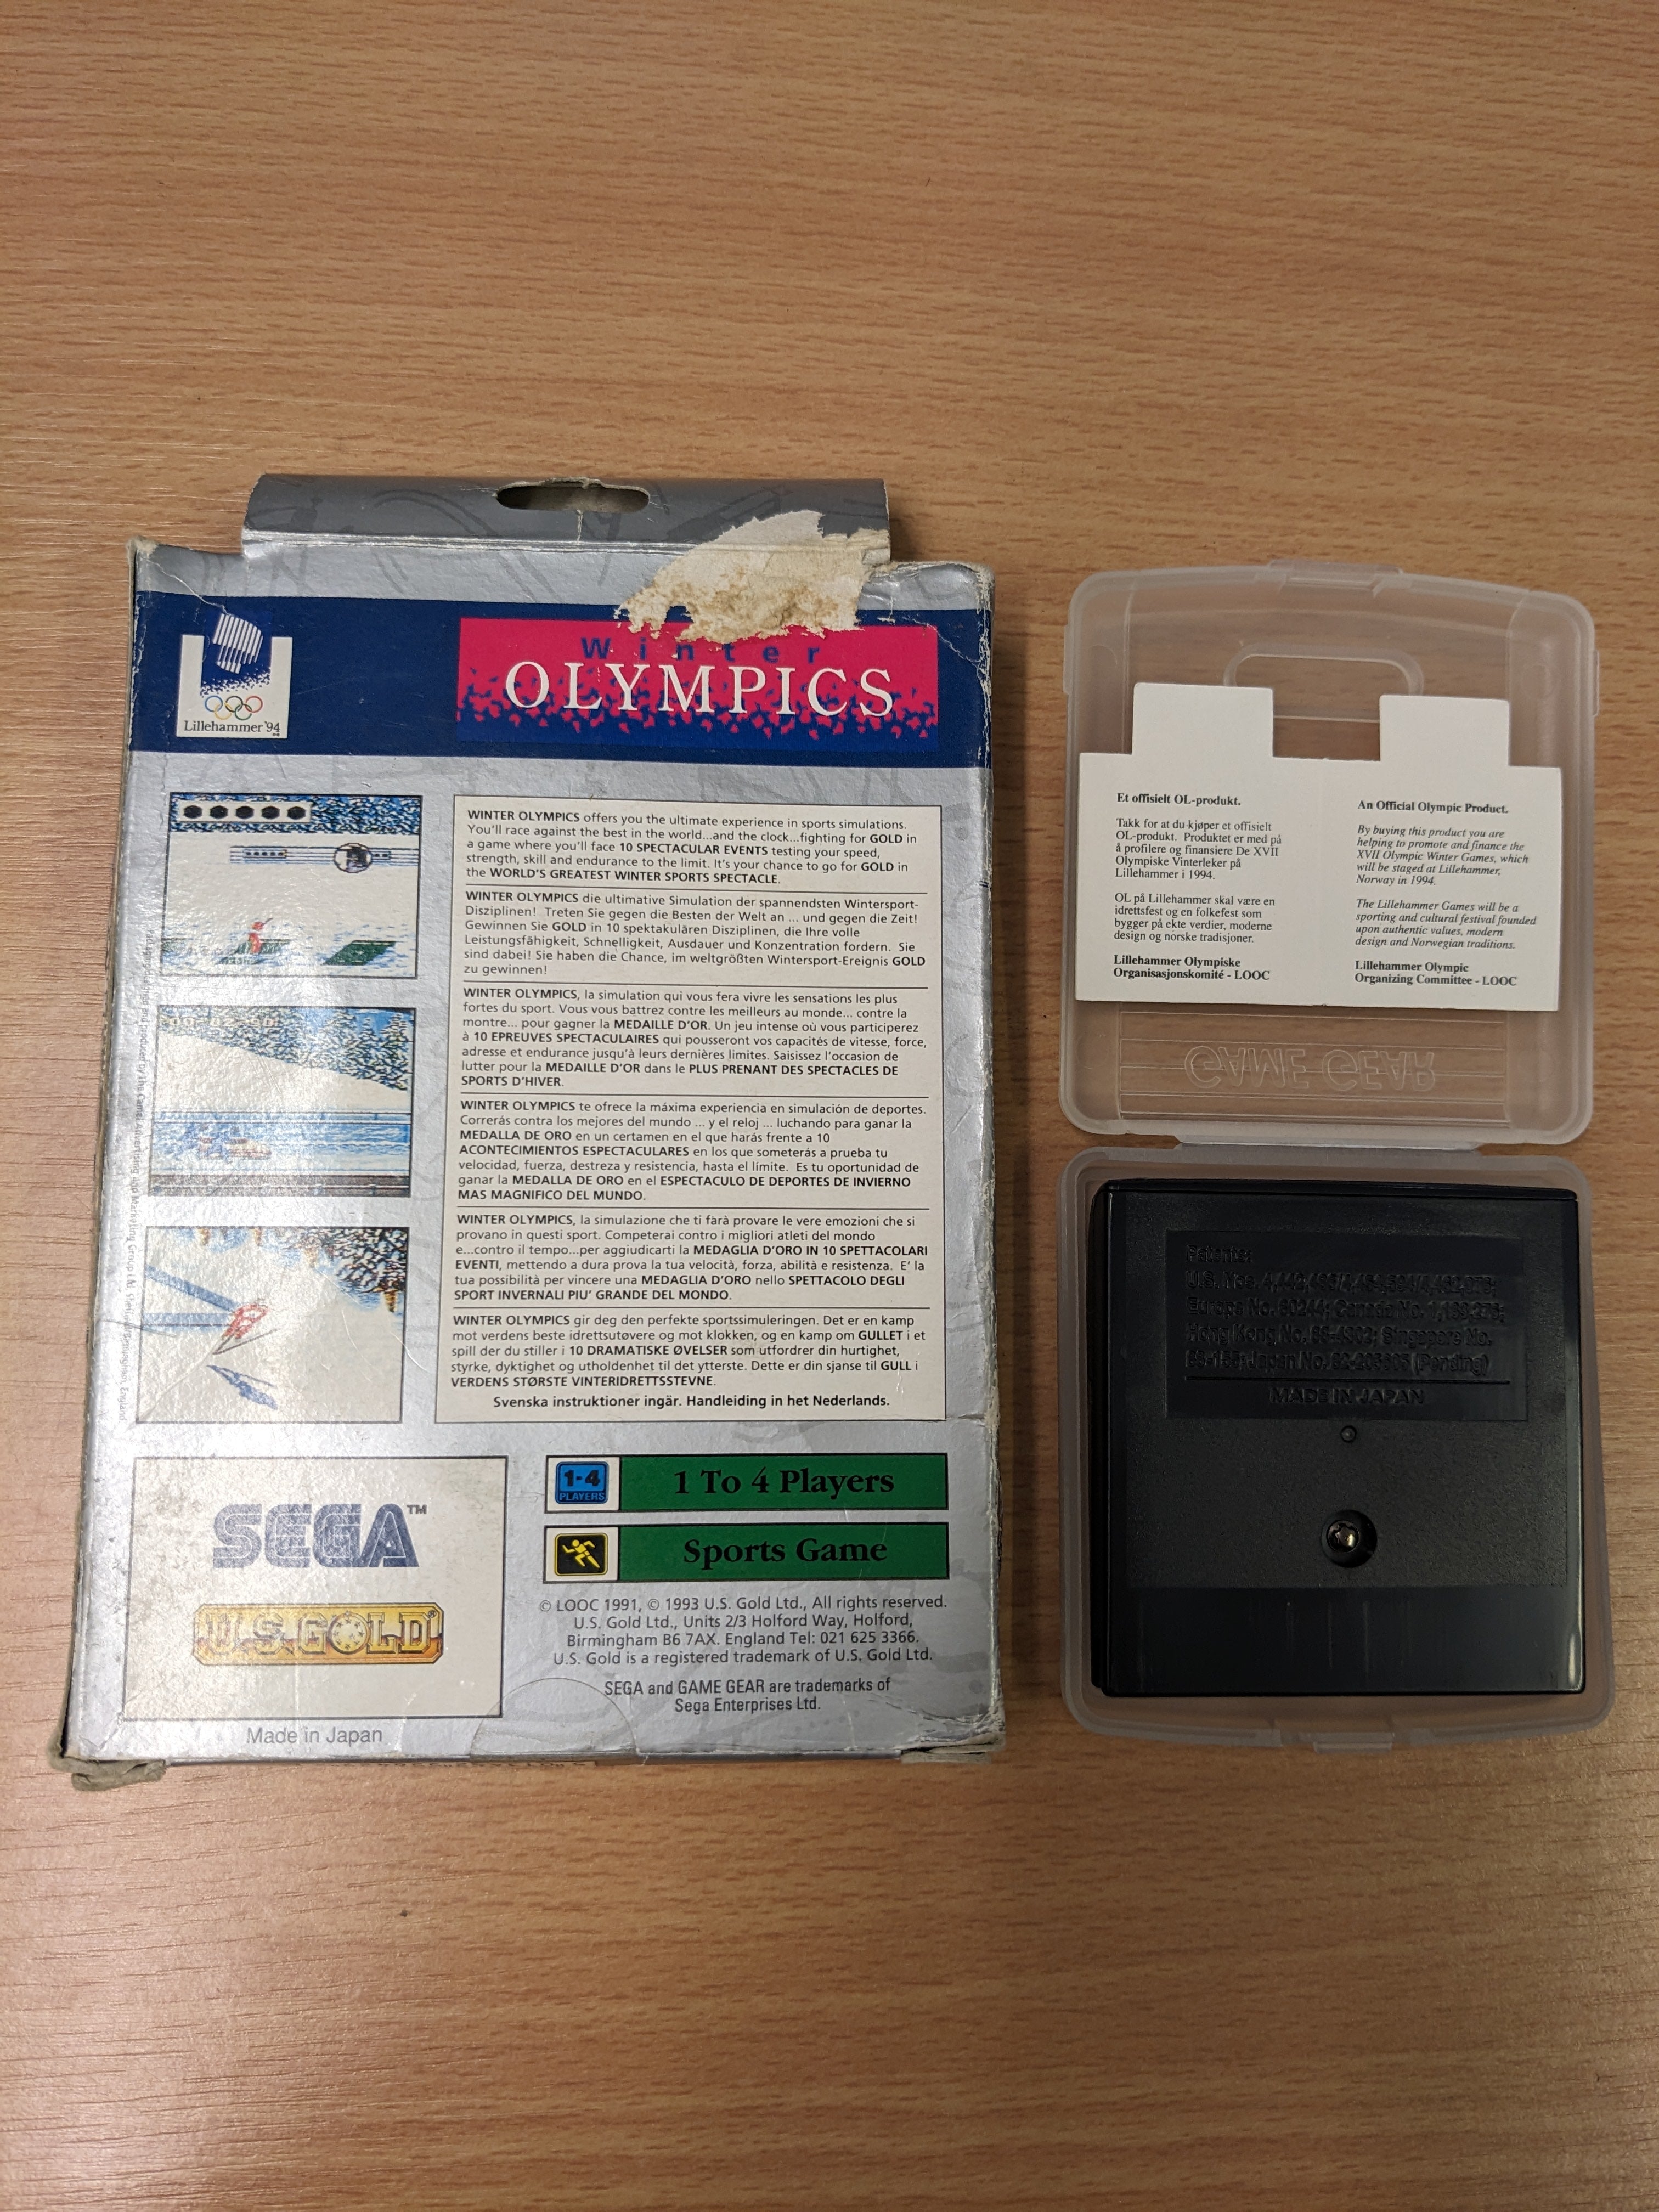 Winter
OLYMPICS
Lillehammer '94
WINTER OLYMPICS offers you the ultimate experience in sports simulations.
You'll race against the best in the world...and the clock...fighting for GOLD in
a game where you'll face 10 SPECTACULAR EVENTS testing your speed,
strength, skill and endurance to the limit. It's your chance to go for GOLD in
the WORLD'S GREATEST WINTER SPORTS SPECTACLE.
WINTER OLYMPICS die ultimative Simulation der spannendsten Wintersport-
Disziplinen! Treten Sie gegen die Besten der Welt an ... und gegen die Zeit!
Gewinnen Sie GOLD in 10 spektakulären Disziplinen, die Ihre volle
Leistungsfähigkeit, Schnelligkeit, Ausdauer und Konzentration fordern. Sie
sind dabei! Sie haben die Chance, im weltgrößten Wintersport-Ereignis GOLD
zu gewinnen!
WINTER OLYMPICS, la simulation qui vous fera vivre les sensations les plus
fortes du sport. Vous vous battrez contre les meilleurs au monde... contre la
montre... pour gagner la MEDAILLE D'OR. Un jeu intense où vous participerez
à 10 EPREUVES SPECTACULAIRES qui pousseront vos capacités de vitesse, force,
adresse et endurance jusqu'à leurs dernières limites. Saisissez l'occasion de
lutter pour la MEDAILLE D'OR dans le PLUS PRENANT DES SPECTACLES DE
SPORTS D'HIVER.
WINTER OLYMPICS te ofrece la máxima experiencia en simulación de deportes.
Correrás contra los mejores del mundo ... y el reloj ... luchando para ganar la
MEDALLA DE ORO en un certamen en el que harás frente a 10
ACONTECIMIENTOS ESPECTACULARES en los que someterás a prueba tu
velocidad, fuerza, destreza y resistencia, hasta el límite. Es tu oportunidad de
ganar la MEDALLA DE ORO en el ESPECTACULO DE DEPORTES DE INVIERNO
MAS MAGNIFICO DEL MUNDO.
WINTER OLYMPICS, la simulazione che ti farà provare le vere emozioni che si
provano in questi sport. Competerai contro i migliori atleti del mondo
e...contro il tempo...per aggiudicarti la MEDAGLIA D'ORO IN 10 SPETTACOLARI
EVENTI, mettendo a dura prova la tua velocità, forza, abilità e resistenza. E' la
tua possibilità per vincere una MEDAGLIA D'ORO nello SPETTACOLO DEGLI
SPORT INVERNALI PIU' GRANDE DEL MONDO.
WINTER OLYMPICS gir deg den perfekte sportssimuleringen. Det er en kamp
mot verdens beste idrettsutøvere og mot klokken, og en kamp om GULLET i et
spill der du stiller i 10 DRAMATISKE ØVELSER som utfordrer din hurtighet,
styrke, dyktighet og utholdenhet til det ytterste. Dette er din sjanse til GULL i
VERDENS STØRSTE VINTERIDRETTSSTEVNE.
Svenska instruktioner ingår. Handleiding in het Nederlands.
SEGA™
U.S. GOLD®
Made in Japan
1-4
PLAYERS
1 To 4 Players
Sports Game
© LOOC 1991, © 1993 U.S. Gold Ltd., All rights reserved.
U.S. Gold Ltd., Units 2/3 Holford Way, Holford,
Birmingham B6 7AX. England Tel: 021 625 3366.
U.S. Gold is a registered trademark of U.S. Gold Ltd.
SEGA and GAME GEAR are trademarks of
Sega Enterprises Ltd.
Et offisielt OL-produkt.
Takk for at du kjøper et offisielt
OL-produkt. Produktet er med på
å profilere og finansiere De XVII
Olympiske Vinterleker på
Lillehammer i 1994.
OL på Lillehammer skal være en
idrettsfest og en folkefest som
bygger på ekte verdier, moderne
design og norske tradisjoner.
Lillehammer Olympiske
Organisasjonskomité - LOOC
An Official Olympic Product.
By buying this product you are
helping to promote and finance the
XVII Olympic Winter Games, which
will be staged at Lillehammer,
Norway in 1994.
The Lillehammer Games will be a
sporting and cultural festival founded
upon authentic values, modern
design and Norwegian traditions.
Lillehammer Olympic
Organizing Committee - LOOC
GAME GEAR
Patents:
U.S. Nos.
Europe No. 80244; Canada No.
Hong Kong No. Singapore No.
Japan No. (Pending)
MADE IN JAPAN